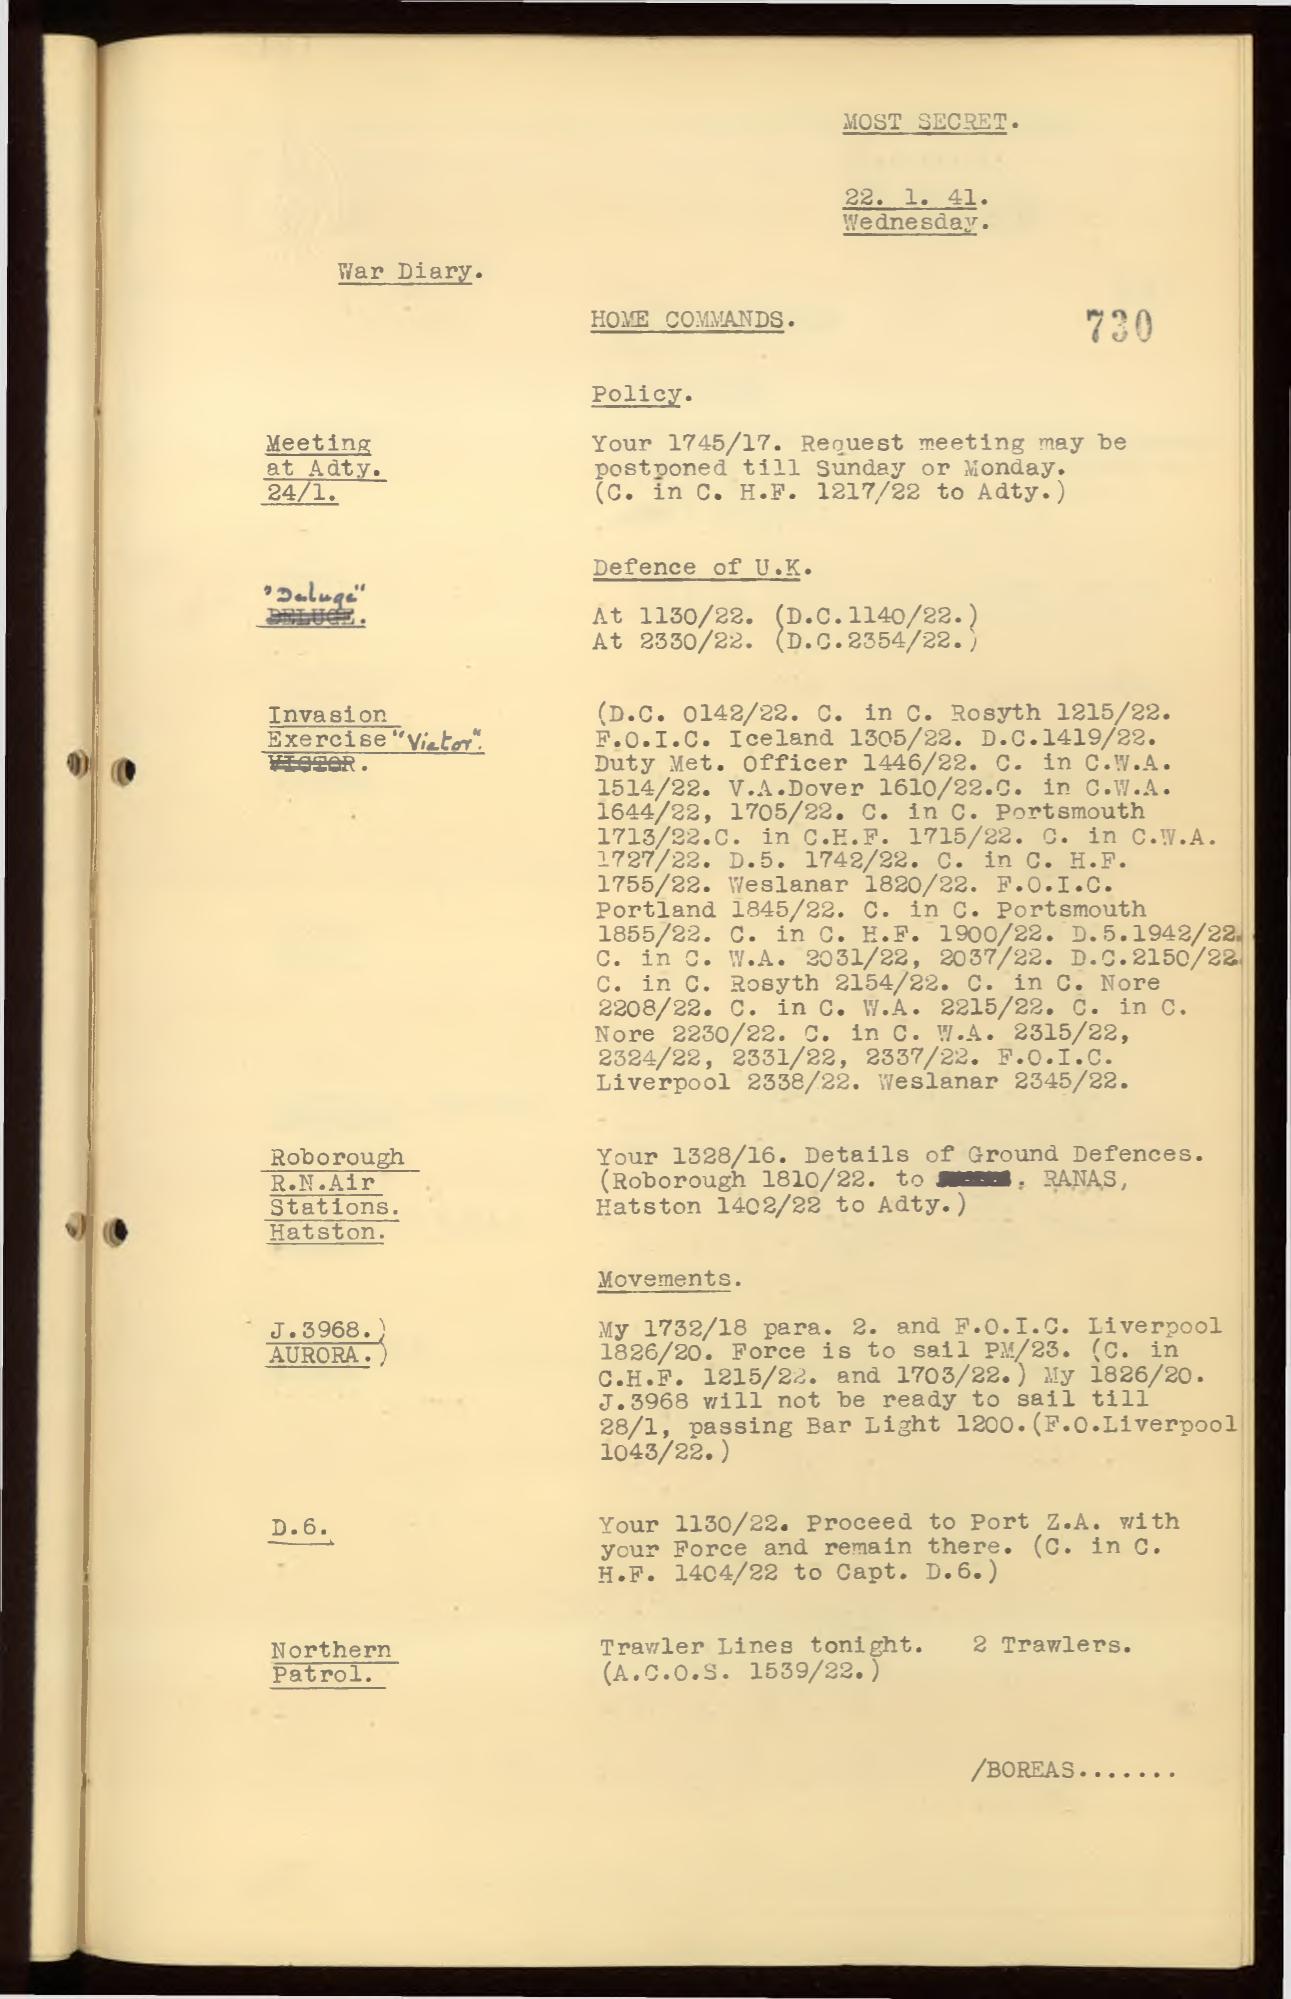 MOST SECRET.
22. 1. 41.
Wednesday.
War Diary.
HOME COMMANDS.
730
Policy.
Meeting
at Adty.
24/1.
Your 1745/17. Request meeting may be
postponed till Sunday or Monday.
(C. in C. H.F. 1217/22 to Adty.)
Defence of U.K.
"Deluge"
DELUGE.
At 1130/22. (D.C.1140/22.)
At 2330/22. (D.C.2354/22.)
Invasion
Exercise "Victor".
VICTOR.
(D.C. 0142/22. C. in C. Rosyth 1215/22.
F.O.I.C. Iceland 1305/22. D.C.1419/22.
Duty Met. Officer 1446/22. C. in C.W.A.
1514/22. V.A.Dover 1610/22.C. in C.W.A.
1644/22, 1705/22. C. in C. Portsmouth
1713/22.C. in C.H.F. 1715/22. C. in C.W.A.
1727/22. D.5. 1742/22. C. in C. H.F.
1755/22. Weslanar 1820/22. F.O.I.C.
Portland 1845/22. C. in C. Portsmouth
1855/22. C. in C. H.F. 1900/22. D.5.1942/22.
C. in C. W.A. 2031/22, 2037/22. D.C.2150/22.
C. in C. Rosyth 2154/22. C. in C. Nore
2208/22. C. in C. W.A. 2215/22. C. in C.
Nore 2230/22. C. in C. W.A. 2315/22,
2324/22, 2331/22, 2337/22. F.O.I.C.
Liverpool 2338/22. Weslanar 2345/22.
Roborough
R.N.Air
Stations.
Hatston.
Your 1328/16. Details of Ground Defences.
(Roborough 1810/22. to . RANAS,
Hatston 1402/22 to Adty.)
Movements.
J.3968.)
AURORA.)
My 1732/18 para. 2. and F.O.I.C. Liverpool
1826/20. Force is to sail PM/23. (C. in
C.H.F. 1215/22. and 1703/22.) My 1826/20.
J.3968 will not be ready to sail till
28/1, passing Bar Light 1200.(F.O.Liverpool
1043/22.)
D.6.
Your 1130/22. Proceed to Port Z.A. with
your Force and remain there. (C. in C.
H.F. 1404/22 to Capt. D.6.)
Northern
Patrol.
Trawler Lines tonight. 2 Trawlers.
(A.C.O.S. 1539/22.)
/BOREAS.......